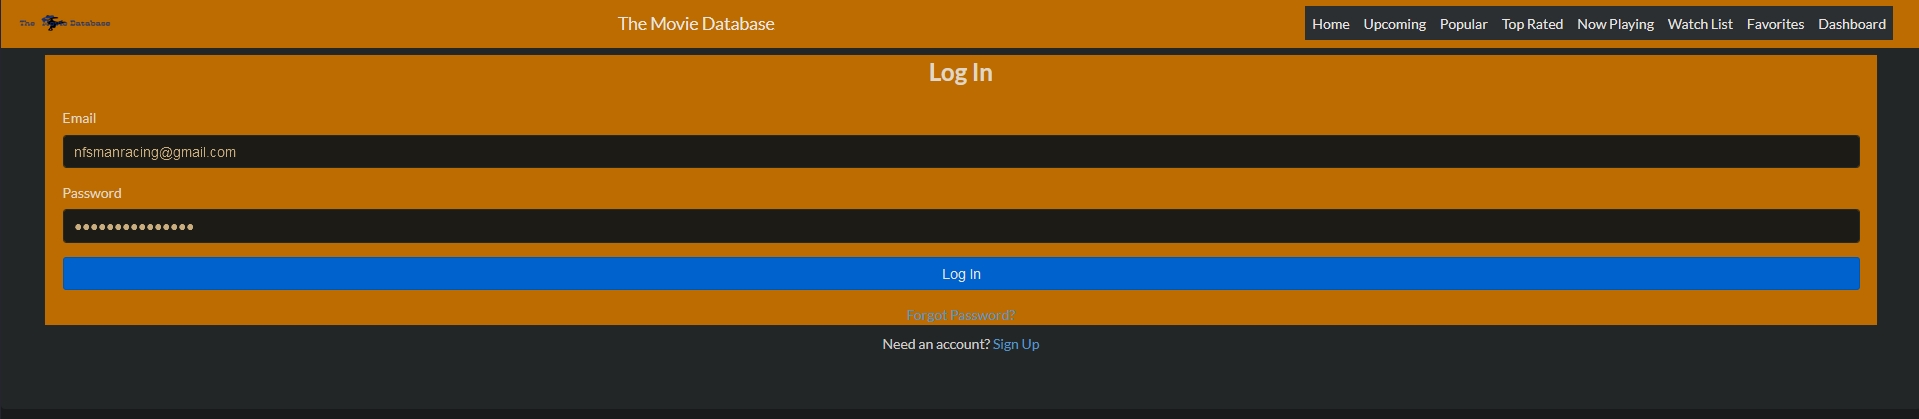 The Movie Database
The Movie Database
Home Upcoming Popular Top Rated Now Playing Watch List Favorites Dashboard
Log In
Email
nfsmanracing@gmail.com
Password
●●●●●●●●●●●●●●●
Log In
Forgot Password?
Need an account? Sign Up